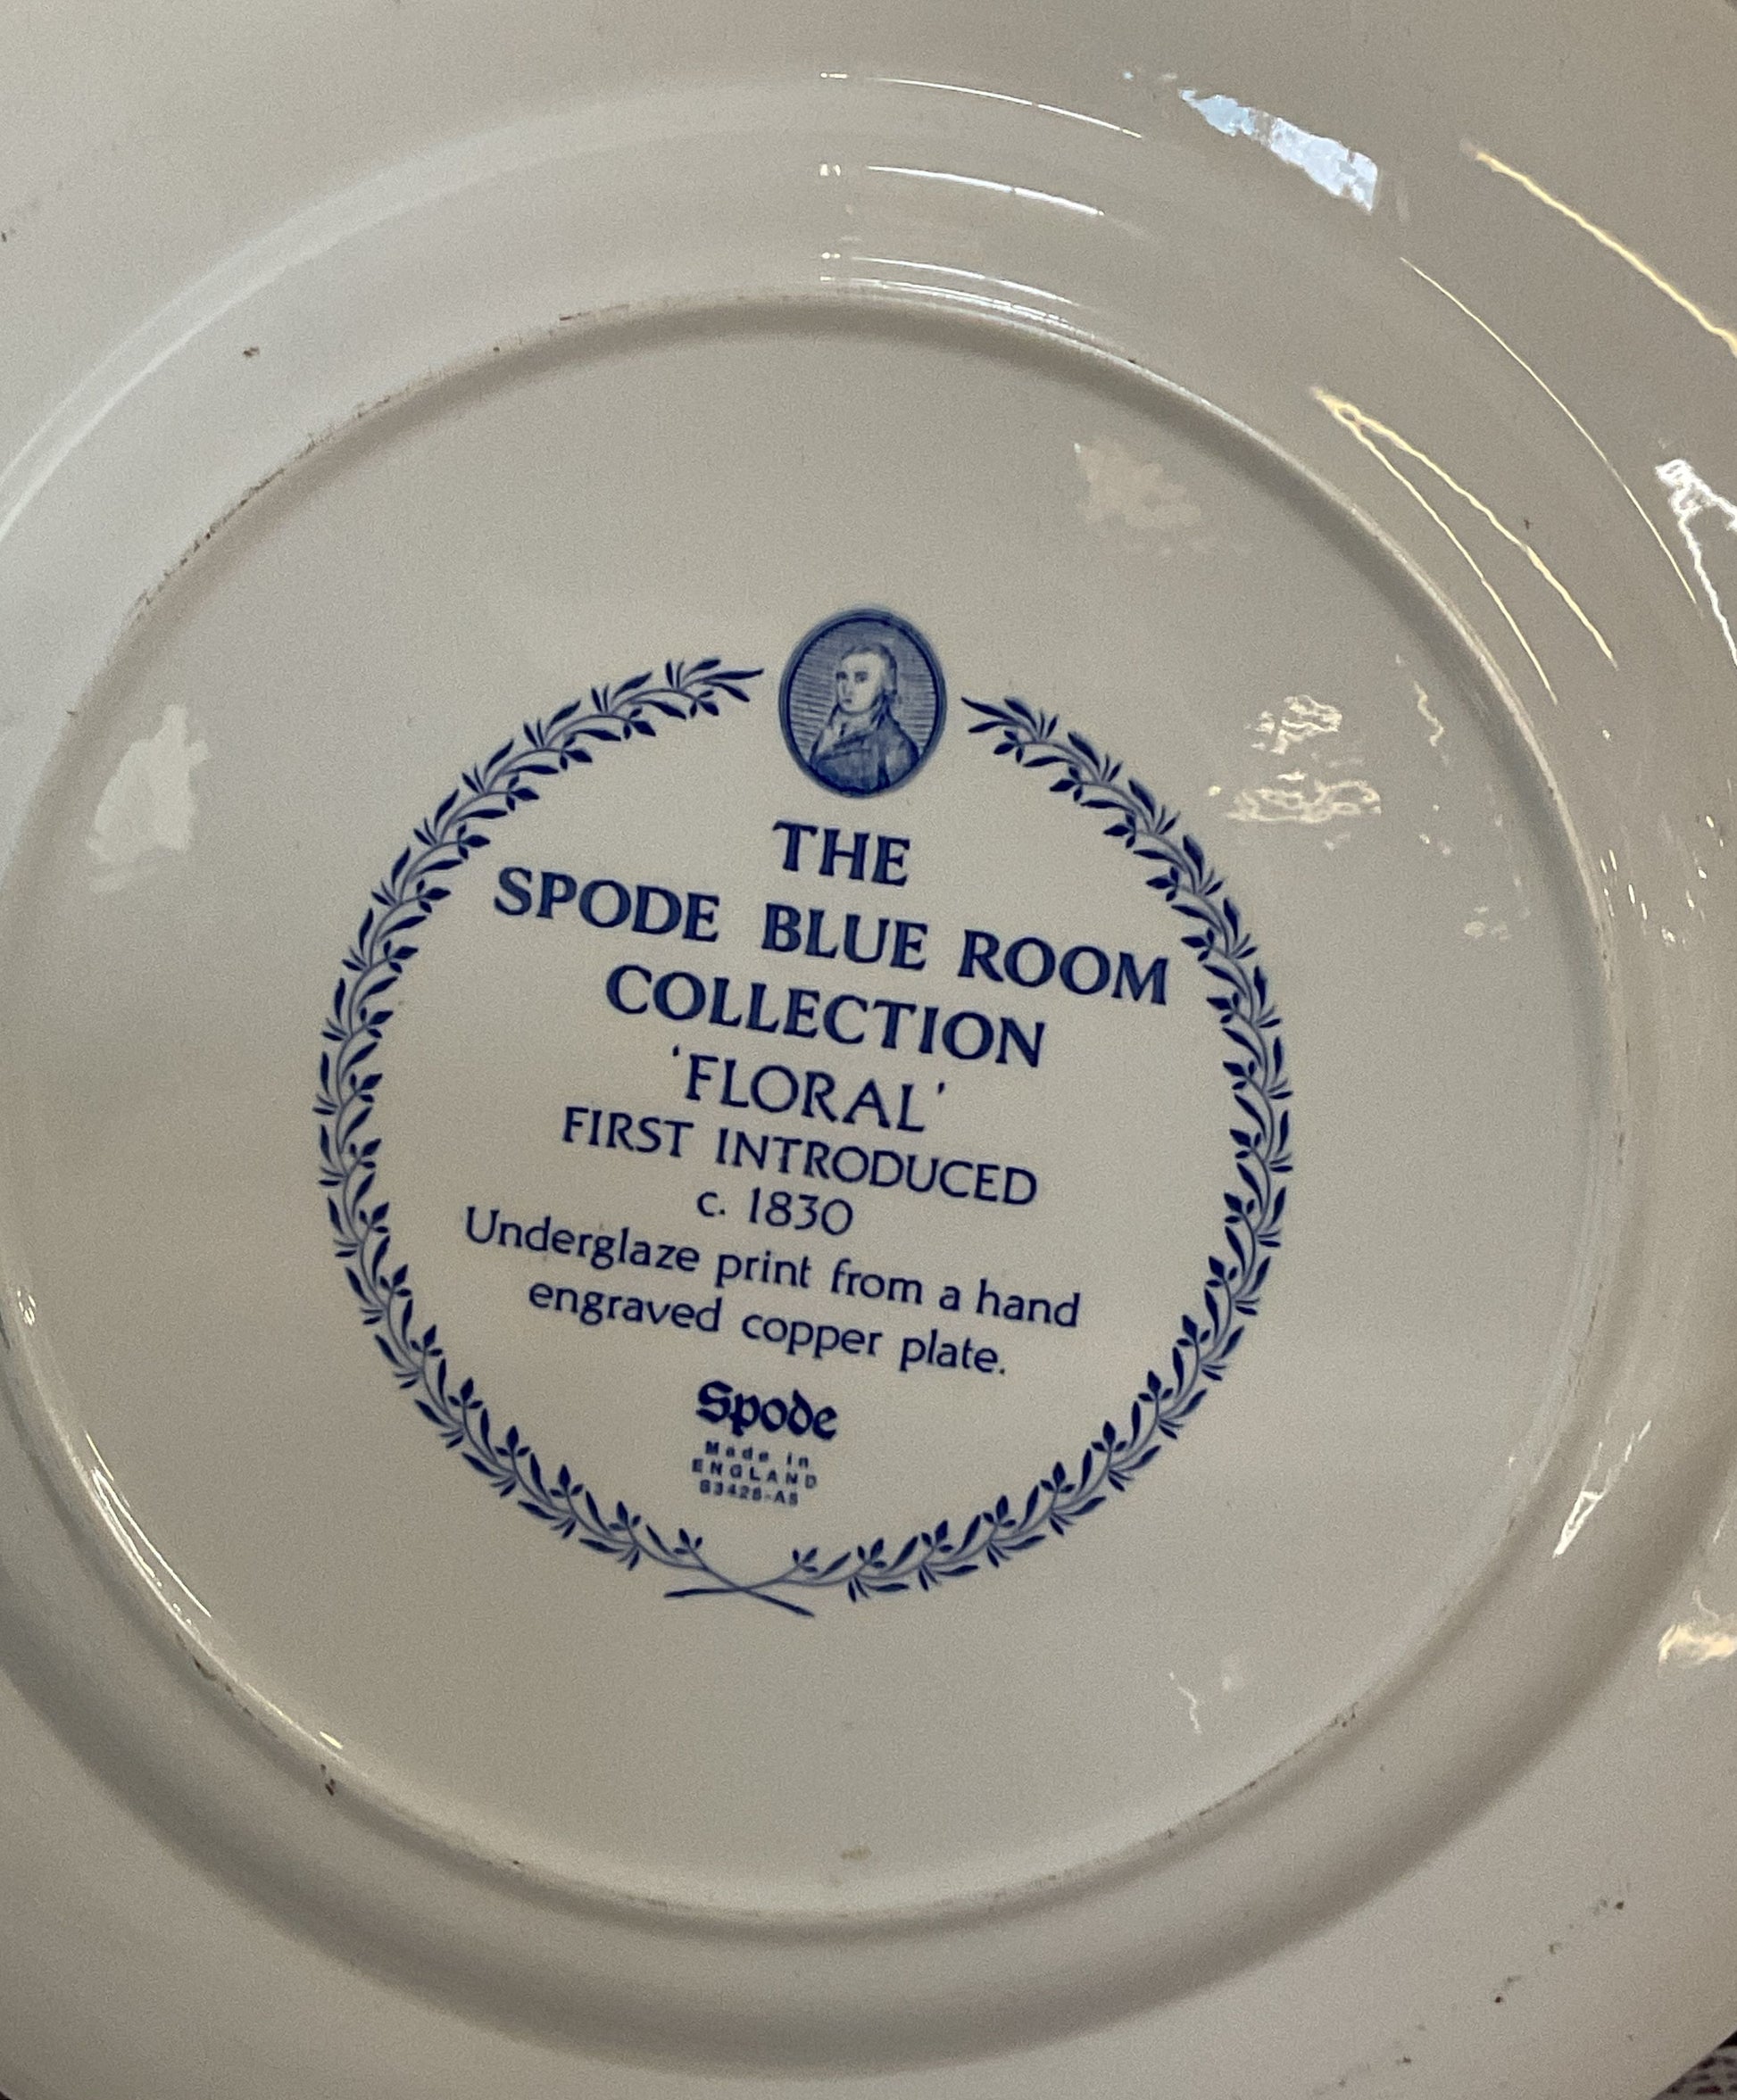 THE
SPODE BLUE ROOM
COLLECTION
'FLORAL'
FIRST INTRODUCED
c. 1830
Underglaze print from a hand
engraved copper plate.
Spode
Made in
ENGLAND